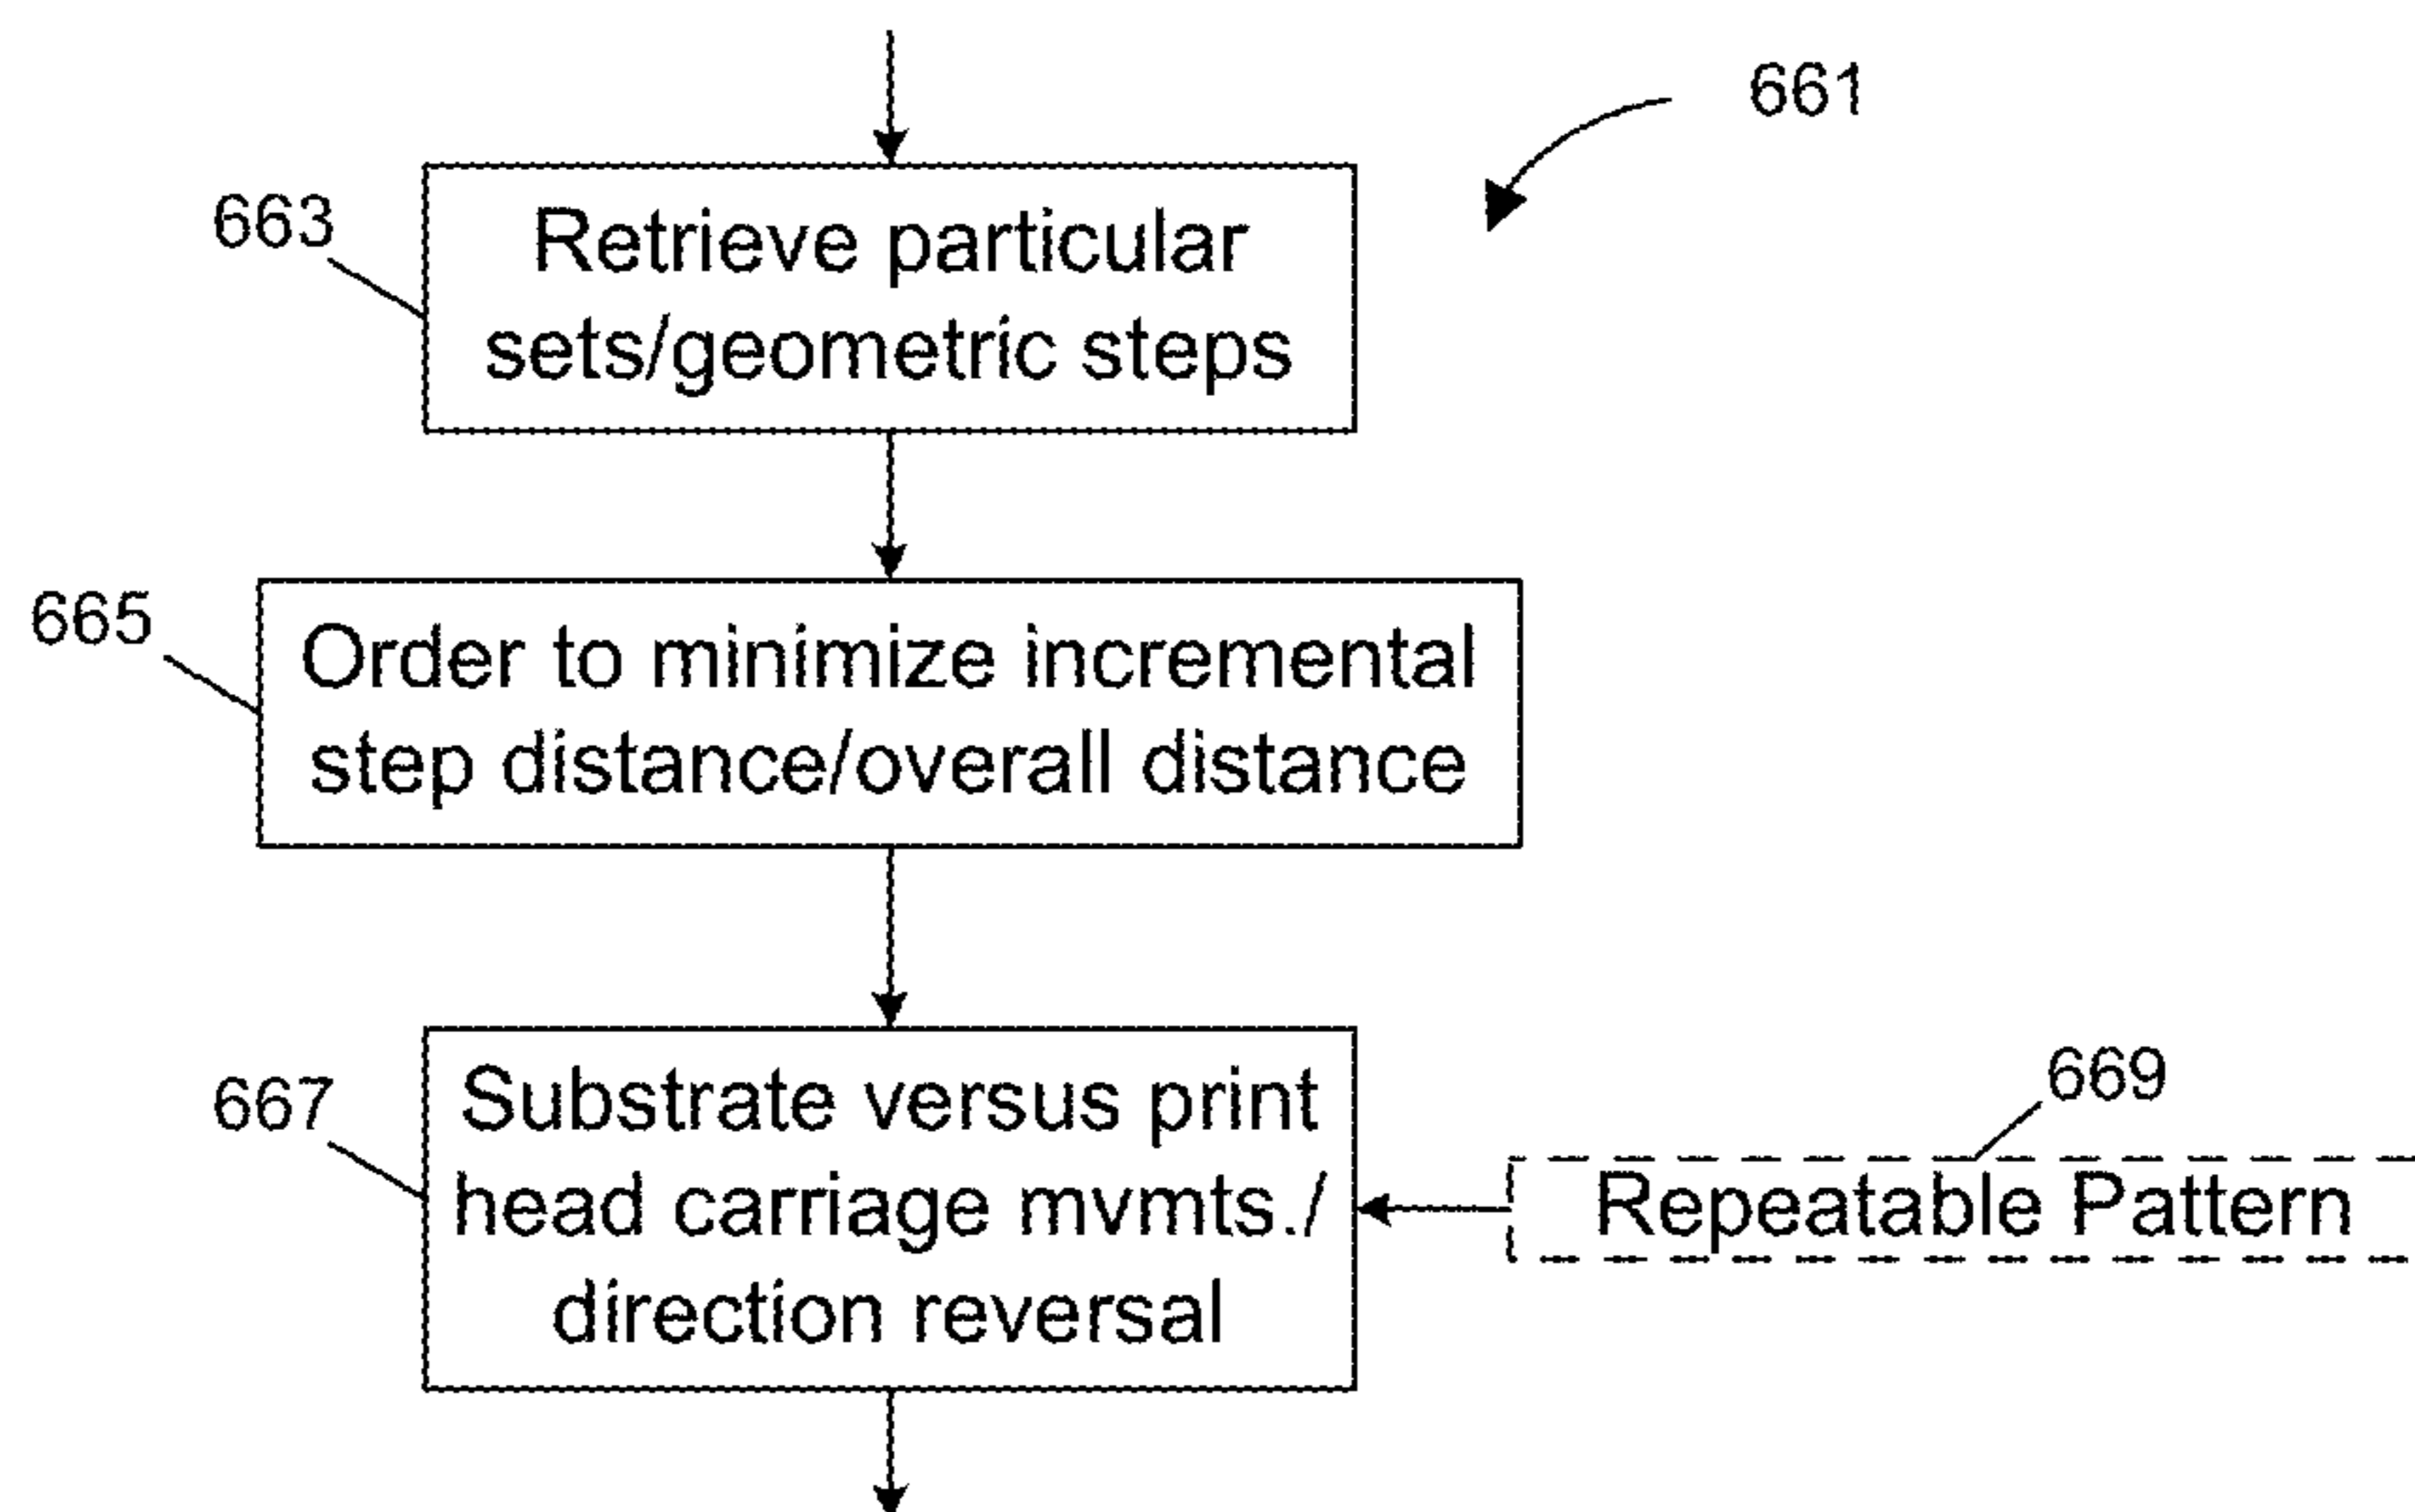 661
663
Retrieve particular
sets/geometric steps
665
Order to minimize incremental
step distance/overall distance
667
Substrate versus print
head carriage mvmts./
direction reversal
669
Repeatable Pattern